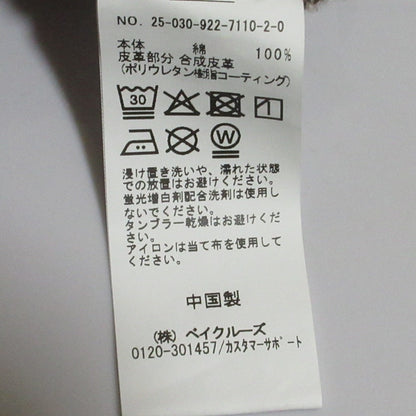 NO. 25-030-922-7110-2-0
本体 綿 100%
皮革部分 合成皮革
(ポリウレタン樹脂コーティング)
30
W
浸け置き洗いや、濡れた状態
での放置はお避けください。
蛍光増白剤配合洗剤は使用し
ないでください。
タンブラー乾燥はお避けくだ
さい。
アイロンは当て布を使用して
ください。
中国製
(株) ベイクルーズ
0120-301457/カスタマーサポート